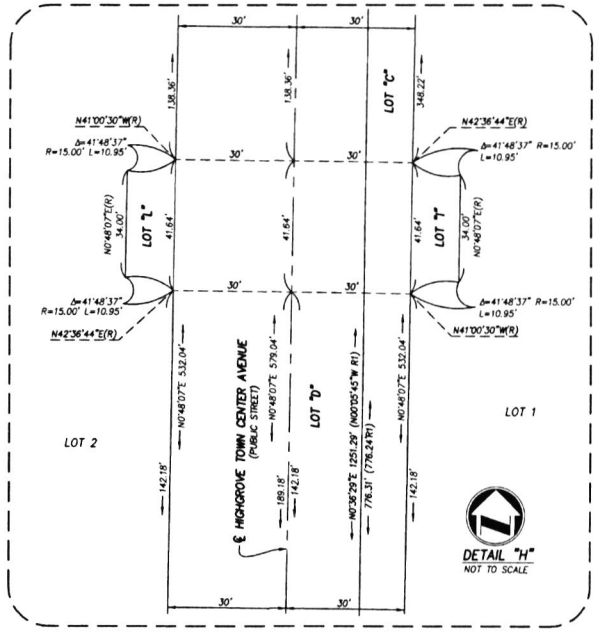 30'
30'
138.36'
138.36'
LOT "C"
348.22'
N41°00'30"W(R)
N42°36'44"E(R)
Δ=41°48'37"
R=15.00' L=10.95'
Δ=41°48'37" R=15.00'
L=10.95'
30'
30'
N0°48'07"E(R)
34.00'
LOT "L"
41.64'
41.64'
41.64'
LOT "I"
34.00'
N0°48'07"E(R)
30'
30'
Δ=41°48'37"
R=15.00' L=10.95'
Δ=41°48'37" R=15.00'
L=10.95'
N42°36'44"E(R)
N41°00'30"W(R)
N0°48'07"E 532.04'
℄ HIGHGROVE TOWN CENTER AVENUE
(PUBLIC STREET)
N0°48'07"E 579.04'
LOT "D"
N0°36'29"E 1251.29' (N00°05'45"W R1)
776.31' (776.24'R1)
N0°48'07"E 532.04'
LOT 2
LOT 1
142.18'
189.18'
142.18'
142.18'
N
DETAIL "H"
NOT TO SCALE
30'
30'